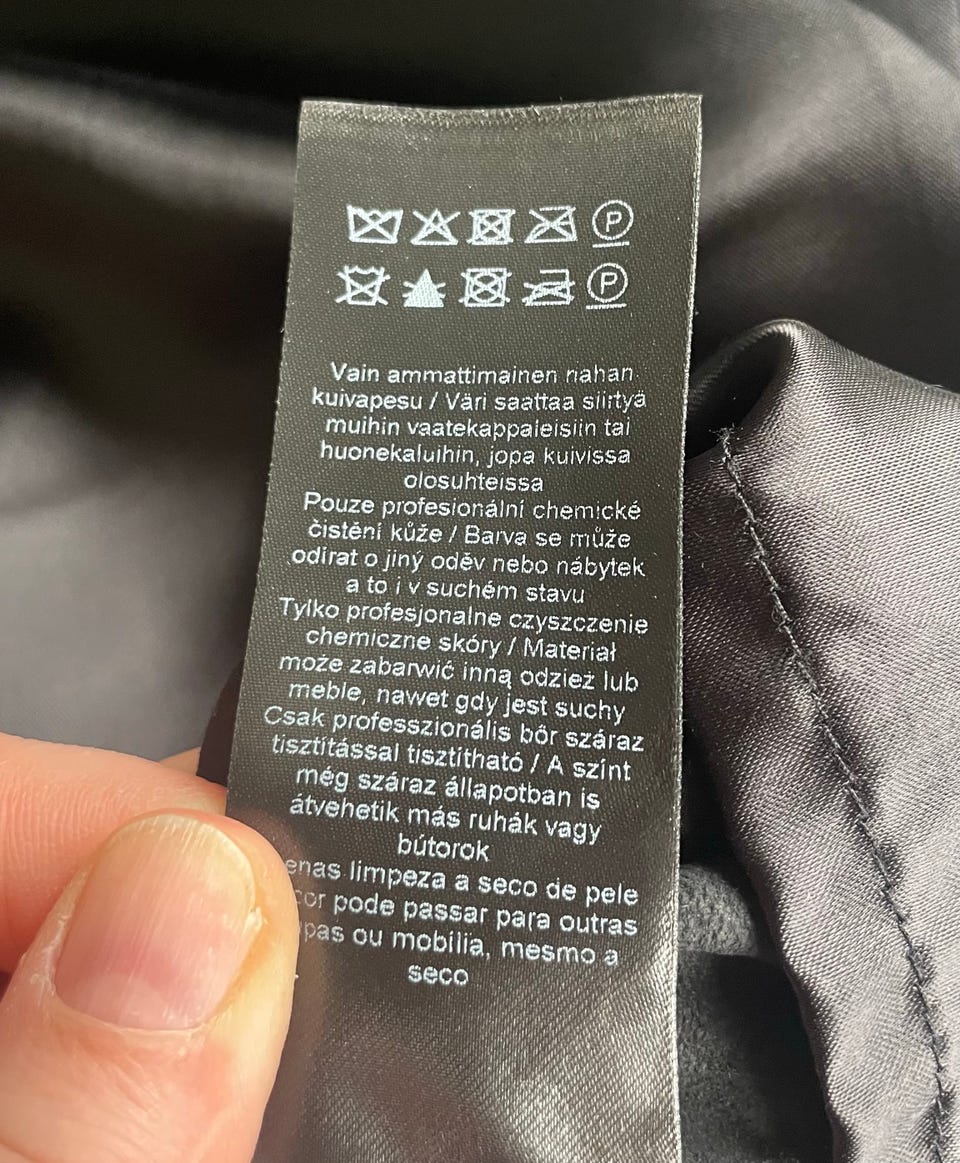 P
P
Vain ammattimainen nahan
kuivapesu / Väri saattaa siirtyä
muihin vaatekappaleisiin tai
huonekaluihin, jopa kuivissa
olosuhteissa
Pouze profesionální chemické
čistění kůže / Barva se může
odírat o jiný oděv nebo nábytek
a to i v suchém stavu
Tylko profesjonalne czyszczenie
chemiczne skóry / Materiał
może zabarwić inną odzież lub
meble, nawet gdy jest suchy
Csak professzionális bőr száraz
tisztítással tisztítható / A színt
még száraz állapotban is
átvehetik más ruhák vagy
bútorok
enas limpeza a seco de pele
cor pode passar para outras
pas ou mobília, mesmo a
seco